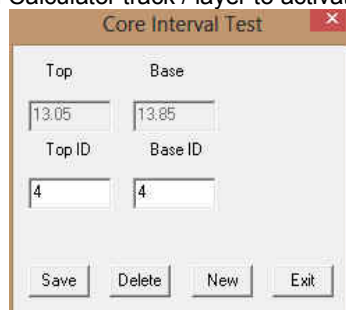 Calculator track / layer to activa
Core Interval Test x
Top Base
13.05 13.85
Top ID Base ID
4 4
Save Delete New Exit